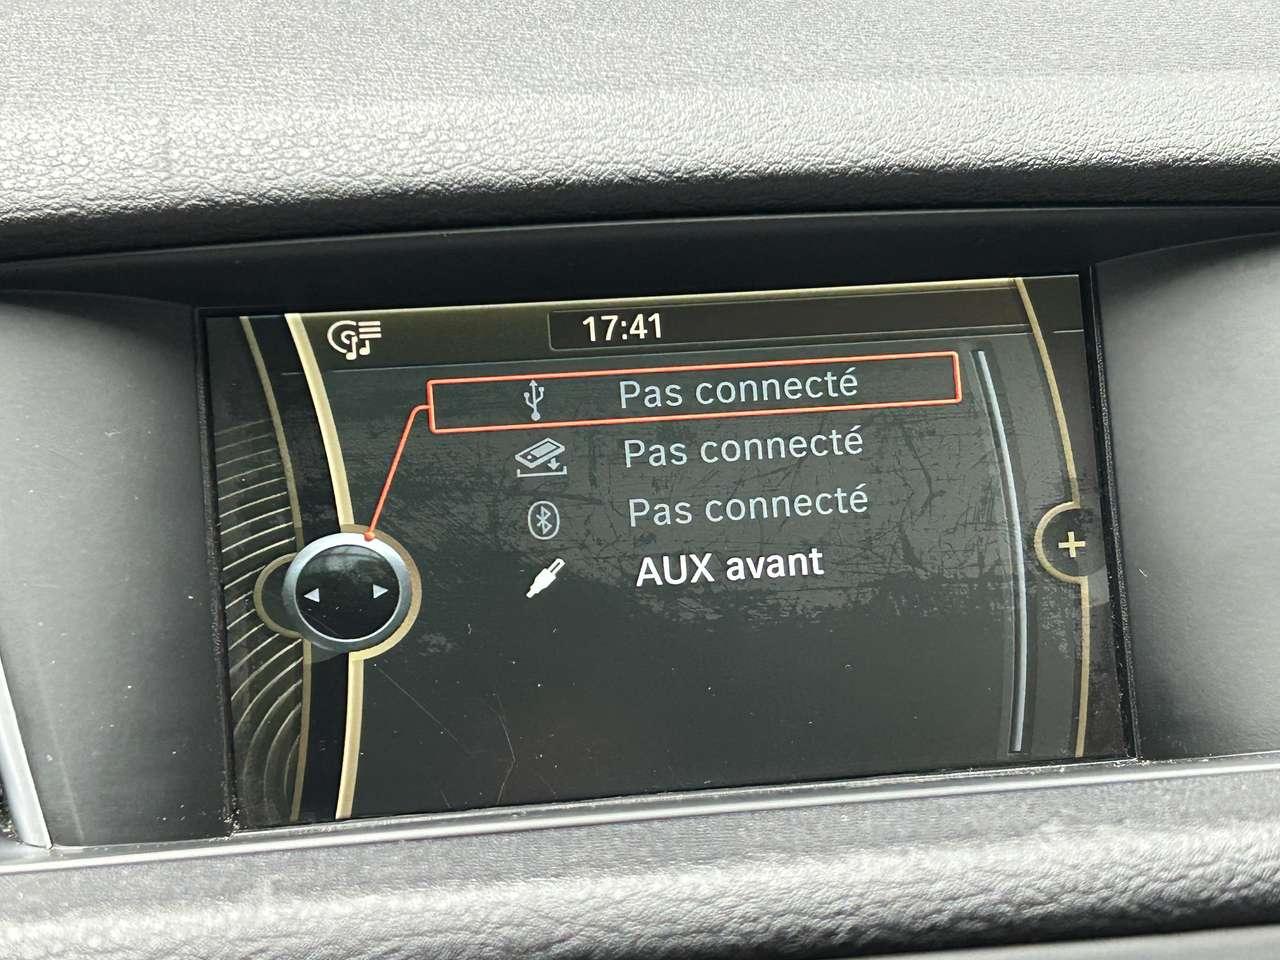 17:41
Pas connecté
Pas connecté
Pas connecté
AUX avant
+